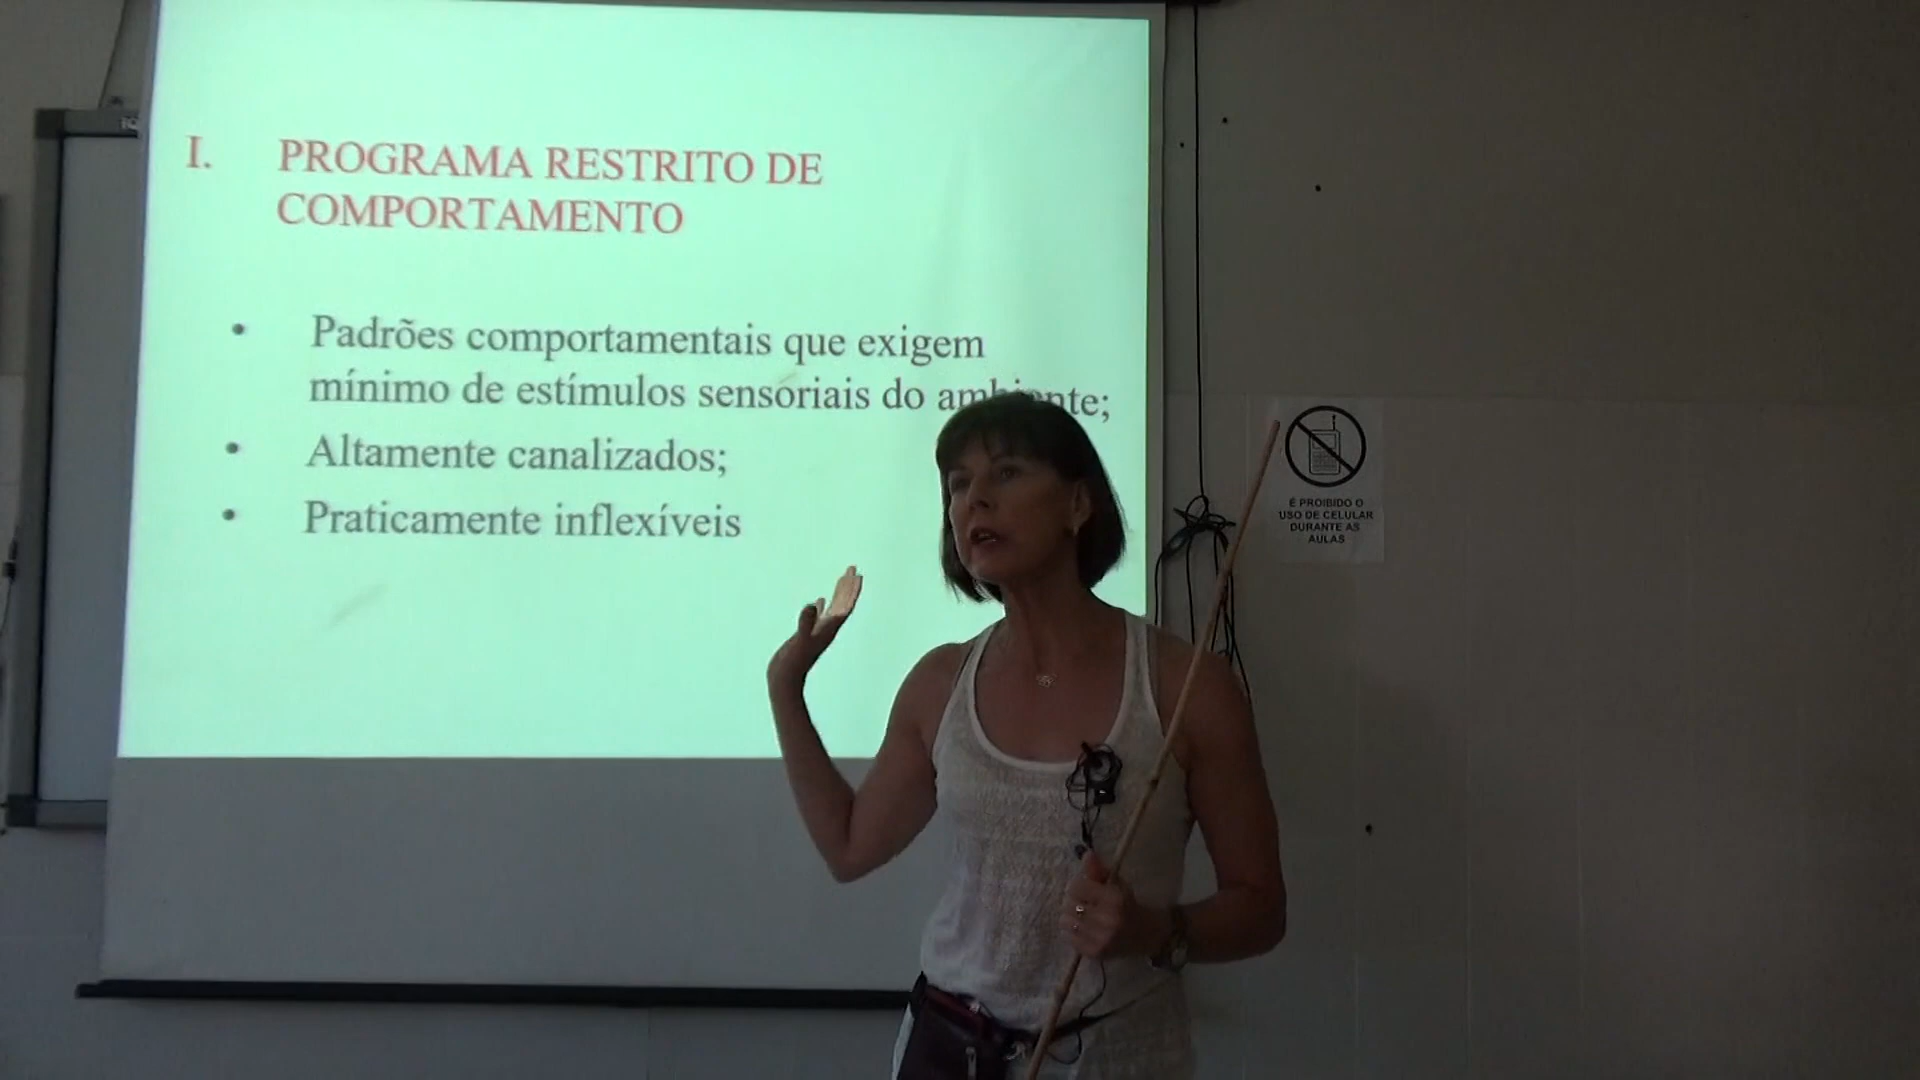 I. PROGRAMA RESTRITO DE
COMPORTAMENTO
• Padrões comportamentais que exigem
mínimo de estímulos sensoriais do ambiente;
• Altamente canalizados;
• Praticamente inflexíveis
É PROIBIDO O
USO DE CELULAR
DURANTE AS
AULAS